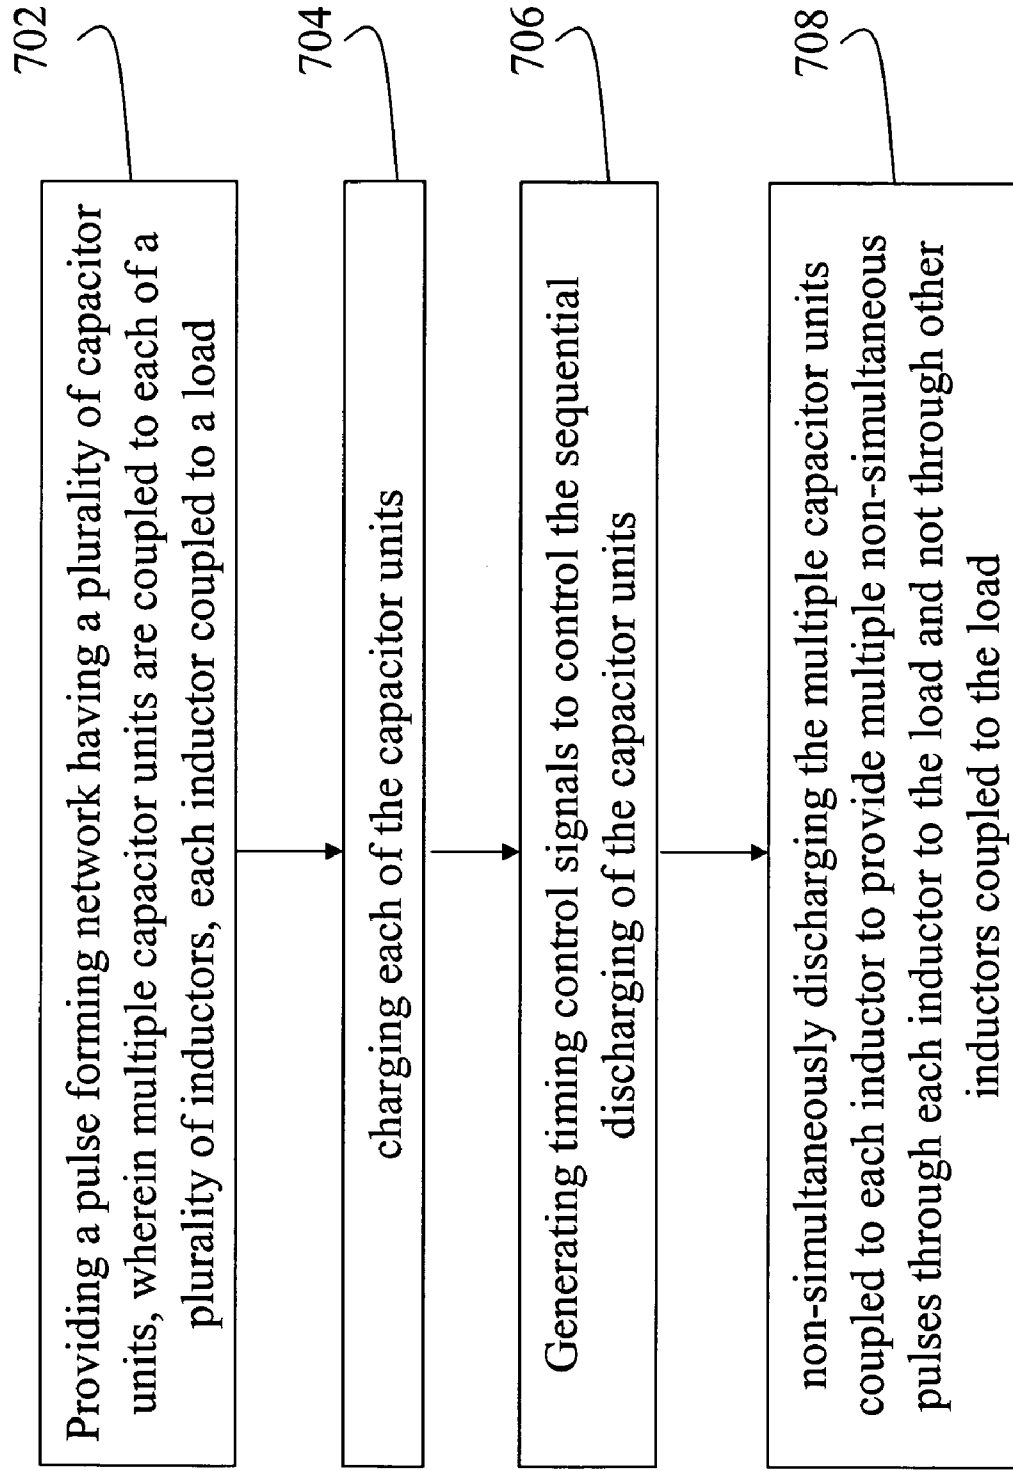 702
Providing a pulse forming network having a plurality of capacitor
units, wherein multiple capacitor units are coupled to each of a
plurality of inductors, each inductor coupled to a load
704
charging each of the capacitor units
706
Generating timing control signals to control the sequential
discharging of the capacitor units
708
non-simultaneously discharging the multiple capacitor units
coupled to each inductor to provide multiple non-simultaneous
pulses through each inductor to the load and not through other
inductors coupled to the load